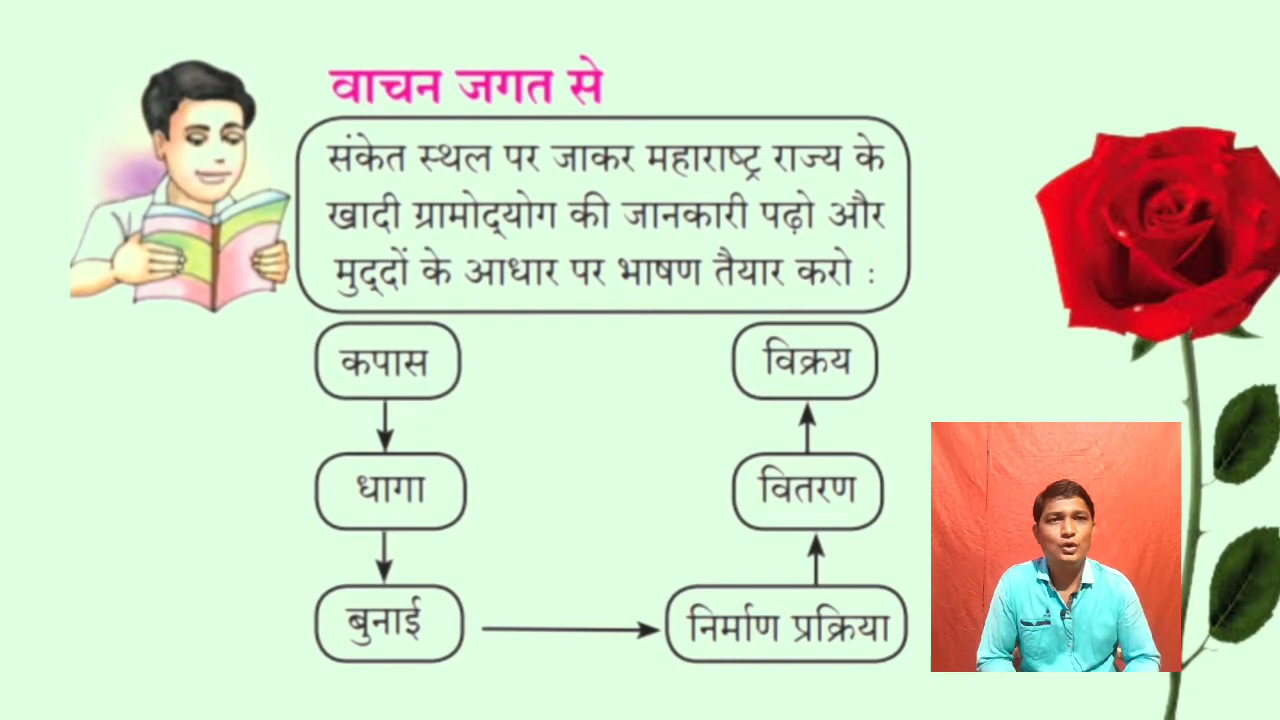 वाचन जगत से
संकेत स्थल पर जाकर महाराष्ट्र राज्य के
खादी ग्रामोद्‌योग की जानकारी पढ़ो और
मुद्‌दों के आधार पर भाषण तैयार करो :
कपास
धागा
बुनाई
निर्माण प्रक्रिया
वितरण
विक्रय